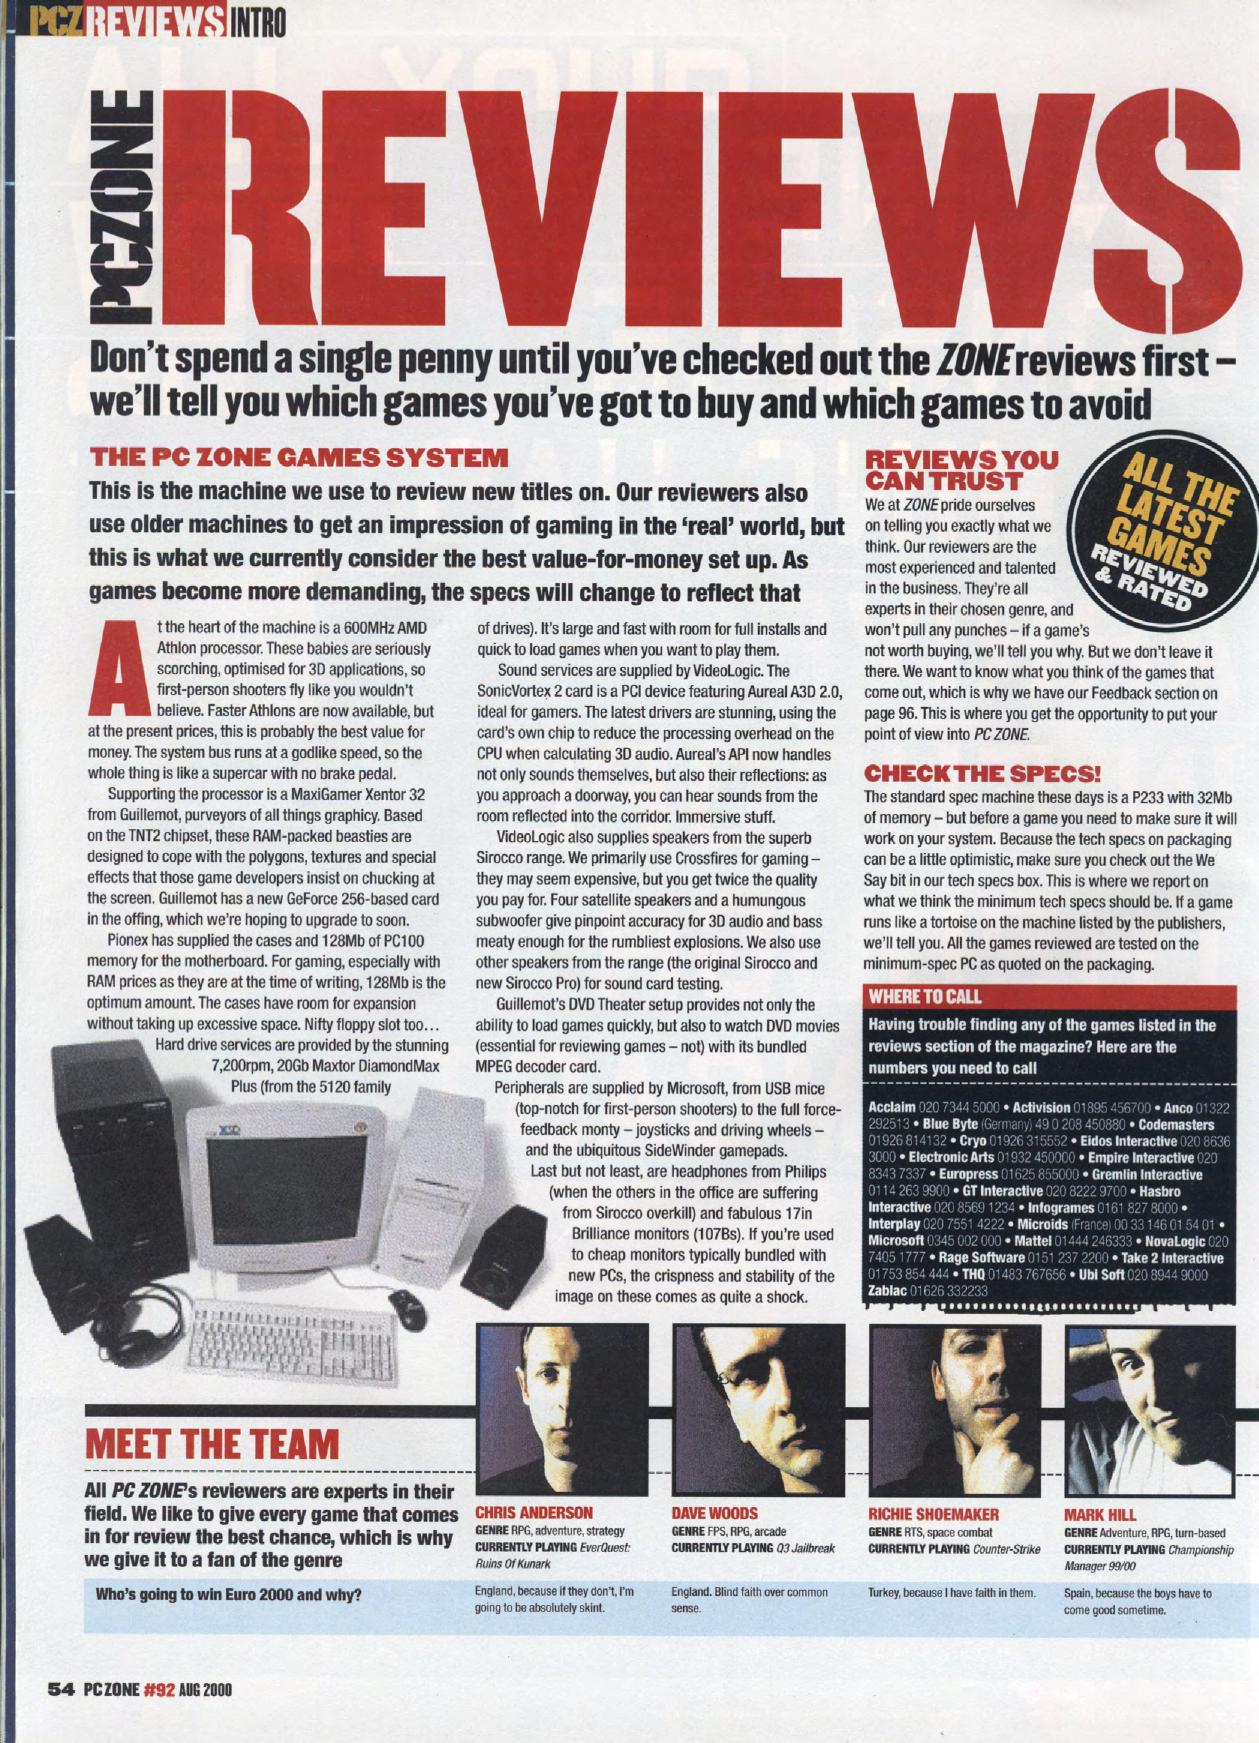 PCZ REVIEWS INTRO
PCZONE
REVIEWS
Don't spend a single penny until you've checked out the ZONE reviews first –
we'll tell you which games you've got to buy and which games to avoid
THE PC ZONE GAMES SYSTEM
This is the machine we use to review new titles on. Our reviewers also
use older machines to get an impression of gaming in the 'real' world, but
this is what we currently consider the best value-for-money set up. As
games become more demanding, the specs will change to reflect that
At the heart of the machine is a 600MHz AMD
Athlon processor. These babies are seriously
scorching, optimised for 3D applications, so
first-person shooters fly like you wouldn't
believe. Faster Athlons are now available, but
at the present prices, this is probably the best value for
money. The system bus runs at a godlike speed, so the
whole thing is like a supercar with no brake pedal.
Supporting the processor is a MaxiGamer Xentor 32
from Guillemot, purveyors of all things graphicy. Based
on the TNT2 chipset, these RAM-packed beasties are
designed to cope with the polygons, textures and special
effects that those game developers insist on chucking at
the screen. Guillemot has a new GeForce 256-based card
in the offing, which we're hoping to upgrade to soon.
Pionex has supplied the cases and 128Mb of PC100
memory for the motherboard. For gaming, especially with
RAM prices as they are at the time of writing, 128Mb is the
optimum amount. The cases have room for expansion
without taking up excessive space. Nifty floppy slot too...
Hard drive services are provided by the stunning
7,200rpm, 20Gb Maxtor DiamondMax
Plus (from the 5120 family
of drives). It's large and fast with room for full installs and
quick to load games when you want to play them.
Sound services are supplied by VideoLogic. The
SonicVortex 2 card is a PCI device featuring Aureal A3D 2.0,
ideal for gamers. The latest drivers are stunning, using the
card's own chip to reduce the processing overhead on the
CPU when calculating 3D audio. Aureal's API now handles
not only sounds themselves, but also their reflections: as
you approach a doorway, you can hear sounds from the
room reflected into the corridor. Immersive stuff.
VideoLogic also supplies speakers from the superb
Sirocco range. We primarily use Crossfires for gaming –
they may seem expensive, but you get twice the quality
you pay for. Four satellite speakers and a humungous
subwoofer give pinpoint accuracy for 3D audio and bass
meaty enough for the rumbliest explosions. We also use
other speakers from the range (the original Sirocco and
new Sirocco Pro) for sound card testing.
Guillemot's DVD Theater setup provides not only the
ability to load games quickly, but also to watch DVD movies
(essential for reviewing games – not) with its bundled
MPEG decoder card.
Peripherals are supplied by Microsoft, from USB mice
(top-notch for first-person shooters) to the full force-
feedback monty – joysticks and driving wheels –
and the ubiquitous SideWinder gamepads.
Last but not least, are headphones from Philips
(when the others in the office are suffering
from Sirocco overkill) and fabulous 17in
Brilliance monitors (107Bs). If you're used
to cheap monitors typically bundled with
new PCs, the crispness and stability of the
image on these comes as quite a shock.
REVIEWS YOU
CAN TRUST
We at ZONE pride ourselves
on telling you exactly what we
think. Our reviewers are the
most experienced and talented
in the business. They're all
experts in their chosen genre, and
won't pull any punches – if a game's
not worth buying, we'll tell you why. But we don't leave it
there. We want to know what you think of the games that
come out, which is why we have our Feedback section on
page 96. This is where you get the opportunity to put your
point of view into PC ZONE.
ALL THE
LATEST
GAMES
REVIEWED
& RATED
CHECK THE SPECS!
The standard spec machine these days is a P233 with 32Mb
of memory – but before a game you need to make sure it will
work on your system. Because the tech specs on packaging
can be a little optimistic, make sure you check out the We
Say bit in our tech specs box. This is where we report on
what we think the minimum tech specs should be. If a game
runs like a tortoise on the machine listed by the publishers,
we'll tell you. All the games reviewed are tested on the
minimum-spec PC as quoted on the packaging.
WHERE TO CALL
Having trouble finding any of the games listed in the
reviews section of the magazine? Here are the
numbers you need to call
Acclaim 020 7344 5000 • Activision 01895 456700 • Anco 01322
292513 • Blue Byte (Germany) 49 0 208 450880 • Codemasters
01926 814132 • Cryo 01926 315552 • Eidos Interactive 020 8636
3000 • Electronic Arts 01932 450000 • Empire Interactive 020
8343 7337 • Europress 01625 855000 • Gremlin Interactive
0114 263 9900 • GT Interactive 020 8222 9700 • Hasbro
Interactive 020 8569 1234 • Infogrames 0161 827 8000 •
Interplay 020 7551 4222 • Microids (France) 00 33 146 01 54 01 •
Microsoft 0345 002 000 • Mattel 01444 246333 • NovaLogic 020
7405 1777 • Rage Software 0151 237 2200 • Take 2 Interactive
01753 854 444 • THQ 01483 767656 • Ubi Soft 020 8944 9000
Zablac 01626 332233
MEET THE TEAM
All PC ZONE's reviewers are experts in their
field. We like to give every game that comes
in for review the best chance, which is why
we give it to a fan of the genre
Who's going to win Euro 2000 and why?
CHRIS ANDERSON
GENRE RPG, adventure, strategy
CURRENTLY PLAYING EverQuest:
Ruins Of Kunark
England, because if they don't, I'm
going to be absolutely skint.
DAVE WOODS
GENRE FPS, RPG, arcade
CURRENTLY PLAYING Q3 Jailbreak
England. Blind faith over common
sense.
RICHIE SHOEMAKER
GENRE RTS, space combat
CURRENTLY PLAYING Counter-Strike
Turkey, because I have faith in them.
MARK HILL
GENRE Adventure, RPG, turn-based
CURRENTLY PLAYING Championship
Manager 99/00
Spain, because the boys have to
come good sometime.
54 PCZONE #92 AUG 2000